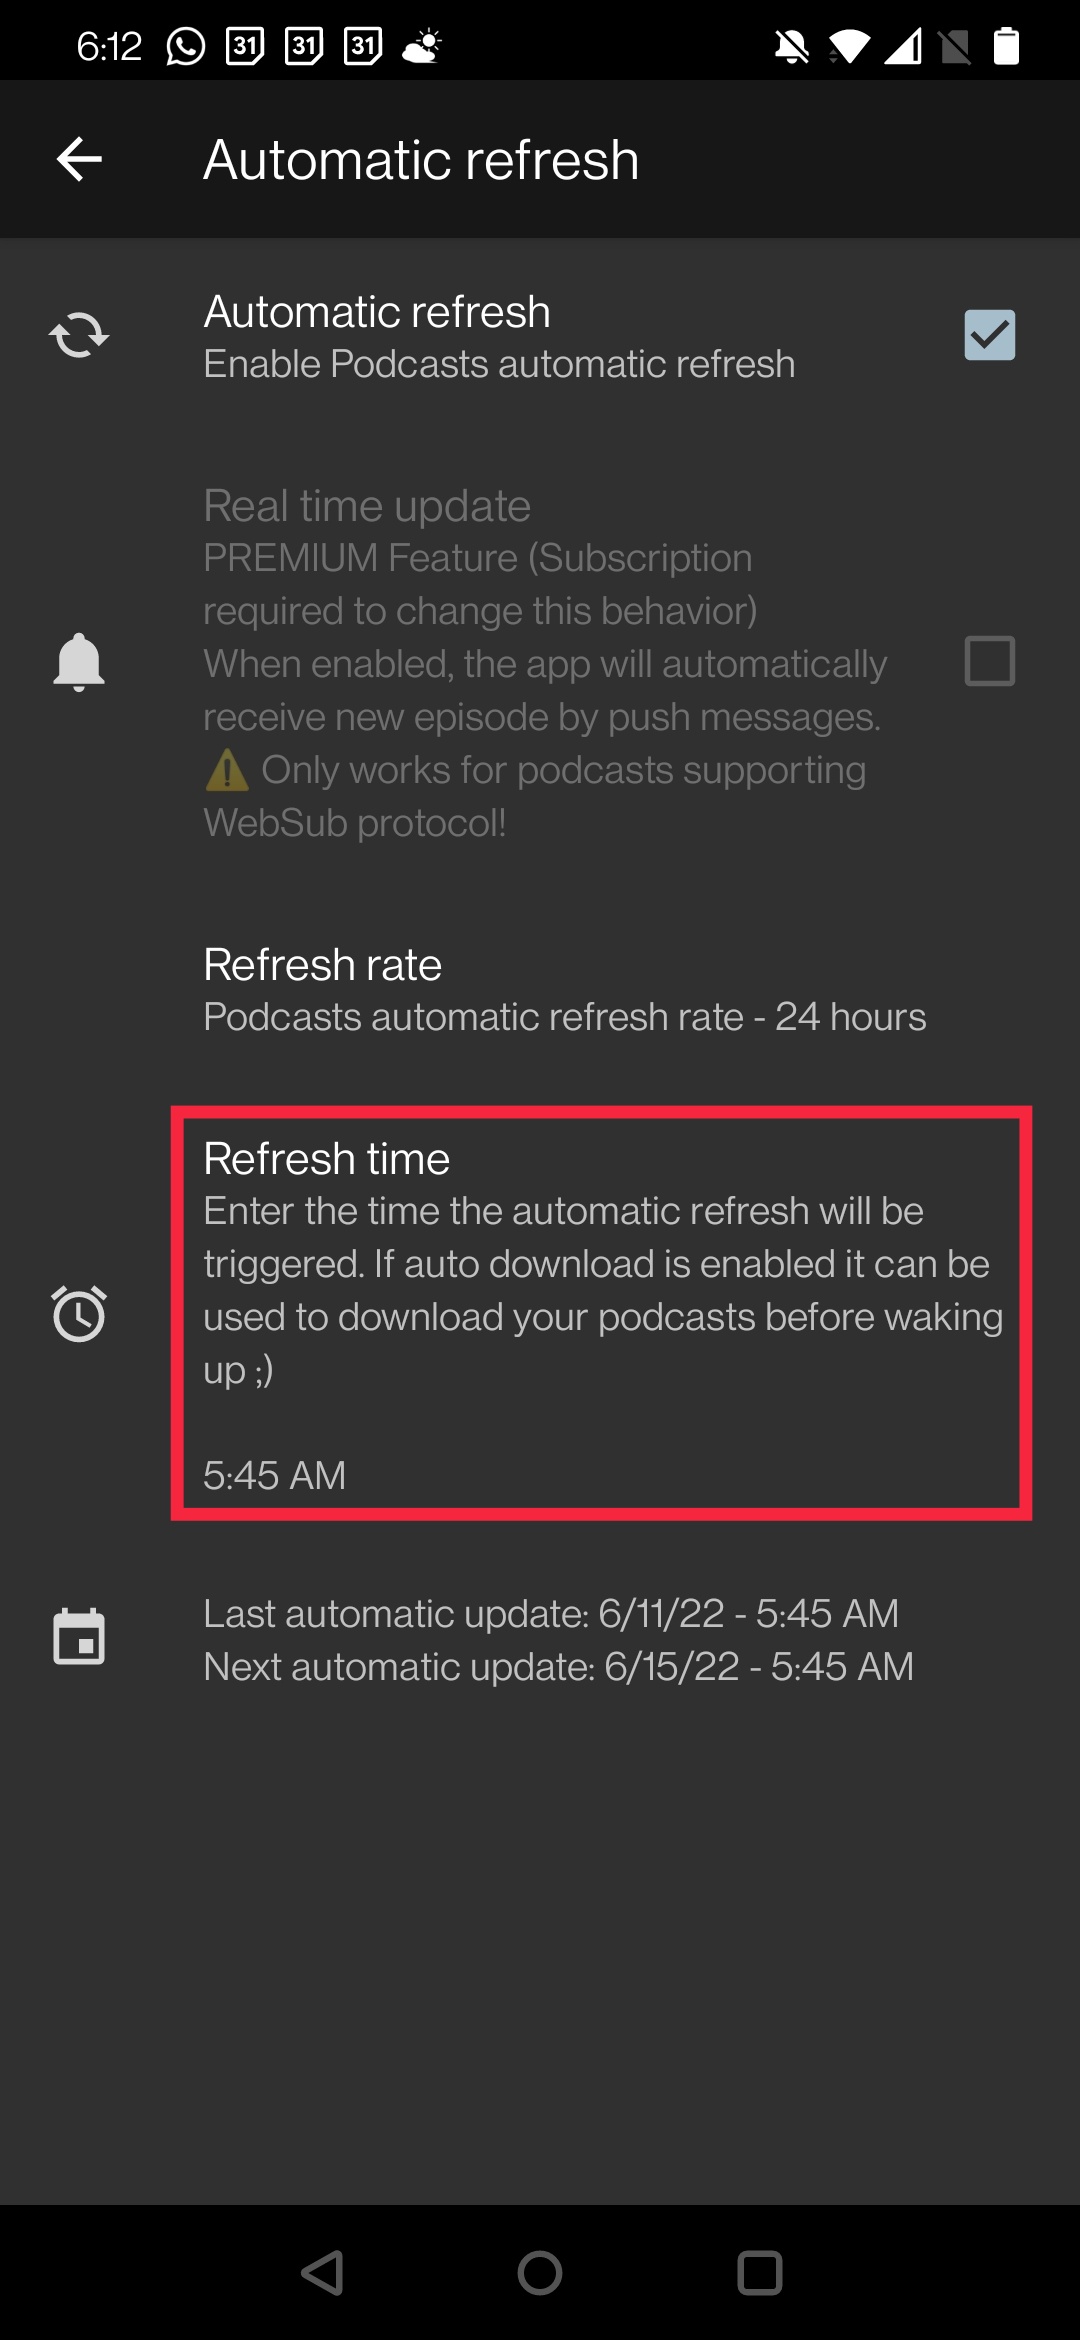 6:12 31 31 31
Automatic refresh
Automatic refresh
Enable Podcasts automatic refresh
Real time update
PREMIUM Feature (Subscription
required to change this behavior)
When enabled, the app will automatically
receive new episode by push messages.
⚠️ Only works for podcasts supporting
WebSub protocol!
Refresh rate
Podcasts automatic refresh rate - 24 hours
Refresh time
Enter the time the automatic refresh will be
triggered. If auto download is enabled it can be
used to download your podcasts before waking
up ;)
5:45 AM
Last automatic update: 6/11/22 - 5:45 AM
Next automatic update: 6/15/22 - 5:45 AM